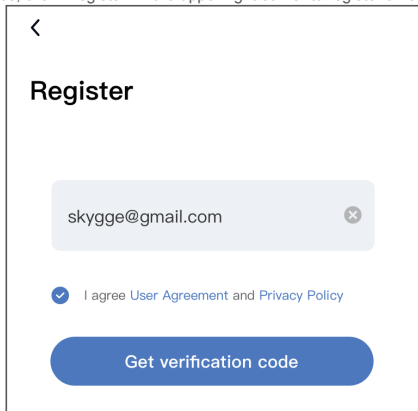 Register
skygge@gmail.com
I agree User Agreement and Privacy Policy
Get verification code